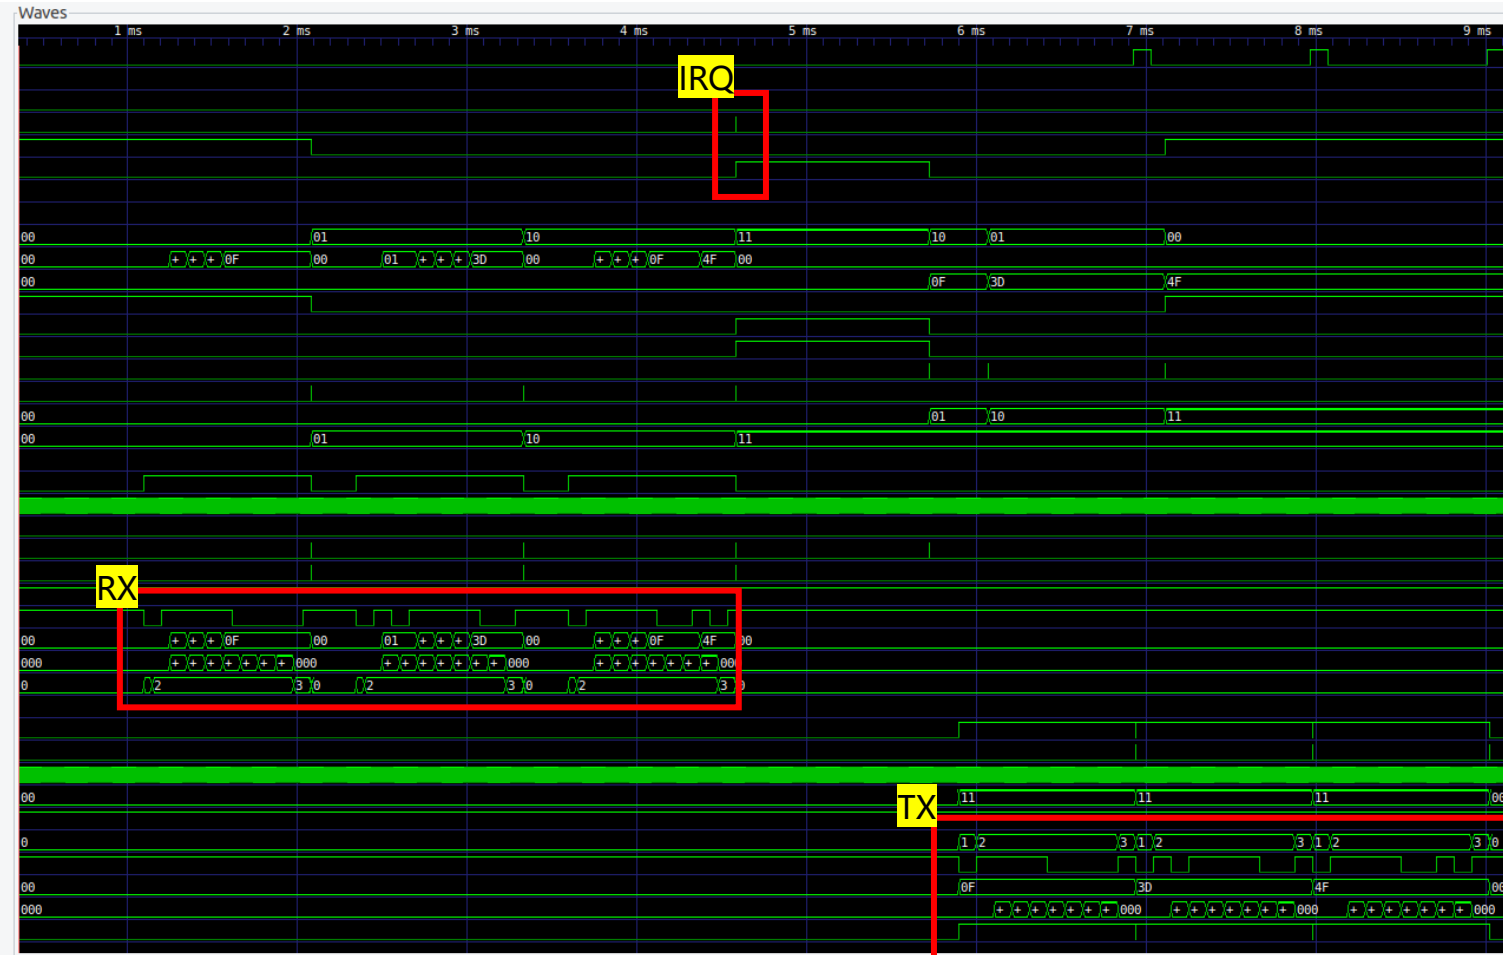 Waves
1 ms 2 ms 3 ms 4 ms 5 ms 6 ms 7 ms 8 ms 9 ms
IRQ
00 01 10 11 10 01 00
00 + + + 0F 00 01 + + + 3D 00 + + + 0F 4F 00
00 0F 3D 4F
00 01 10 11
00 01 10 11
RX
00 + + + 0F 00 01 + + + 3D 00 + + + 0F 4F 00
000 + + + + + + + 000 + + + + + + + 000 + + + + + + + 000
0 2 3 0 2 3 0 2 3 0
00 11 11 11 00
TX
0 1 2 3 1 2 3 1 2 3 0
00 0F 3D 4F 00
000 + + + + + + + 000 + + + + + + + 000 + + + + + + + 000